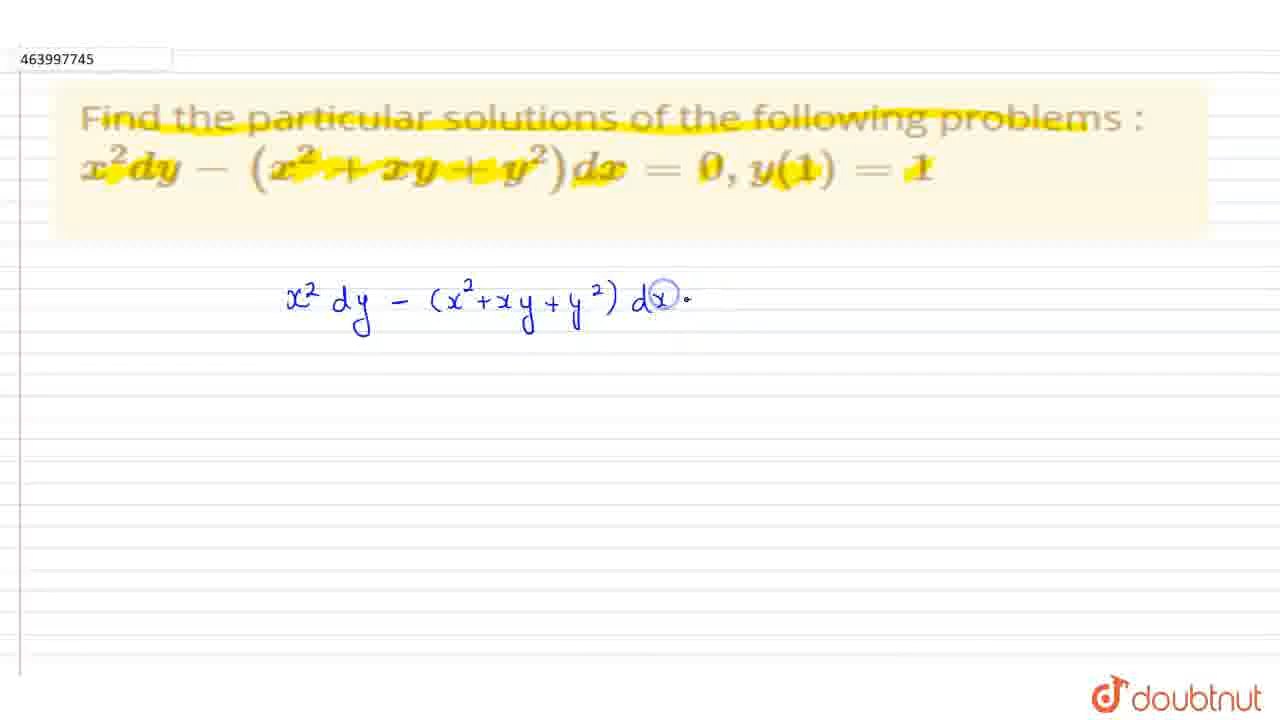 463997745
Find the particular solutions of the following problems :
x²dy − (x² + xy + y²)dx = 0, y(1) = 1
x² dy − (x²+xy+y²) dx
doubtnut